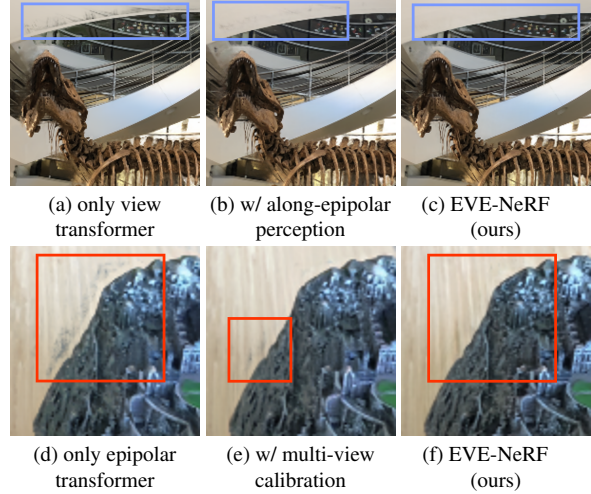 (a) only view
transformer
(b) w/ along-epipolar
perception
(c) EVE-NeRF
(ours)
(d) only epipolar
transformer
(e) w/ multi-view
calibration
(f) EVE-NeRF
(ours)